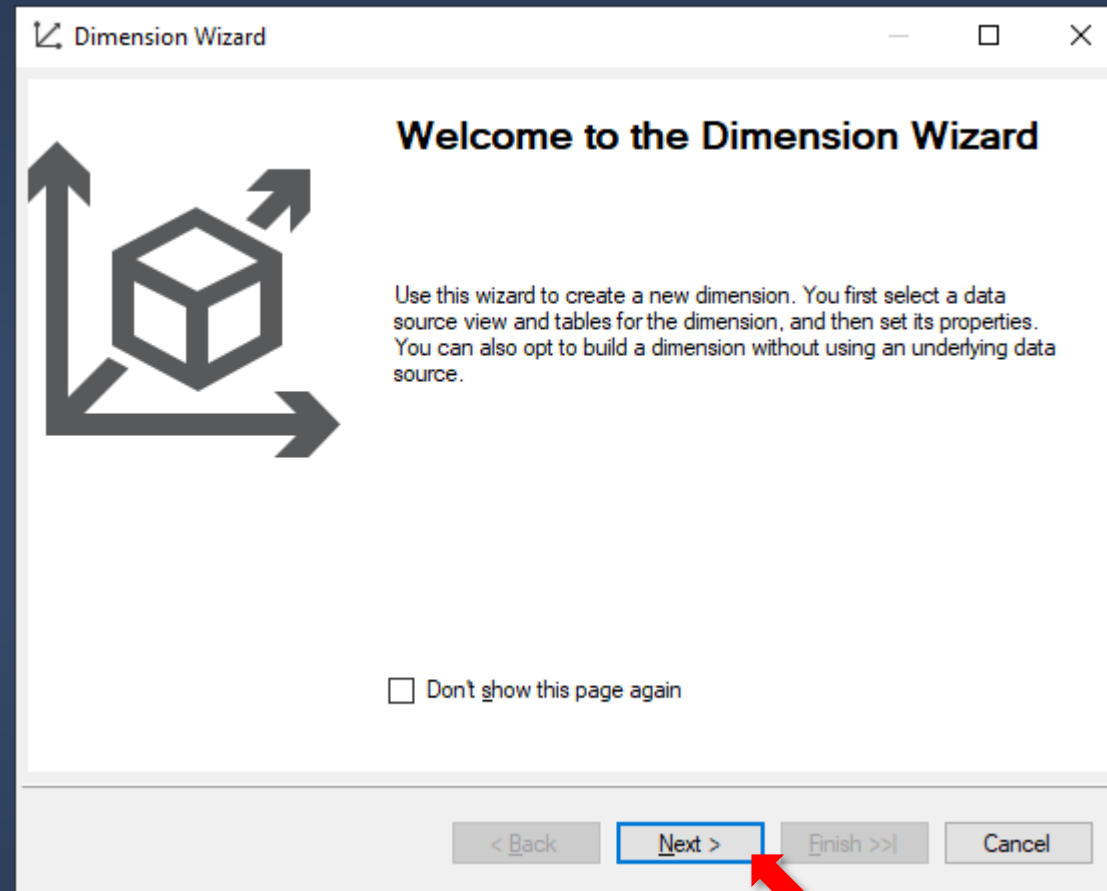 Dimension Wizard
Welcome to the Dimension Wizard
Use this wizard to create a new dimension. You first select a data
source view and tables for the dimension, and then set its properties.
You can also opt to build a dimension without using an underlying data
source.
Don't show this page again
< Back
Next >
Finish >>|
Cancel